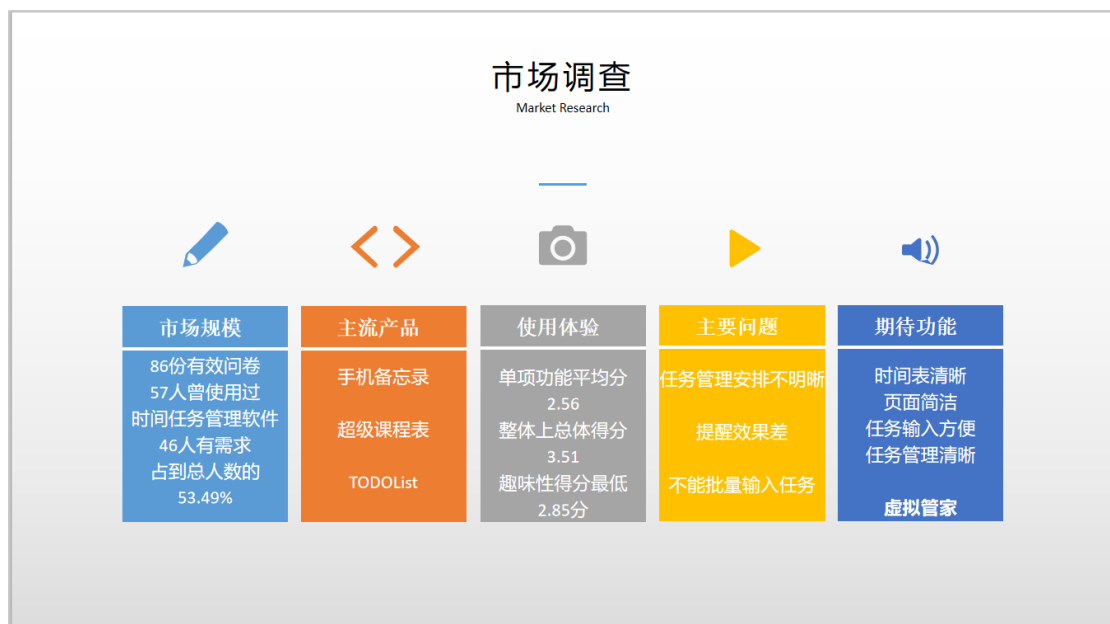 市场调查
Market Research
市场规模
86份有效问卷
57人曾使用过
时间任务管理软件
46人有需求
占到总人数的
53.49%
主流产品
手机备忘录
超级课程表
TODOList
使用体验
单项功能平均分
2.56
整体上总体得分
3.51
趣味性得分最低
2.85分
主要问题
任务管理安排不明晰
提醒效果差
不能批量输入任务
期待功能
时间表清晰
页面简洁
任务输入方便
任务管理清晰
虚拟管家